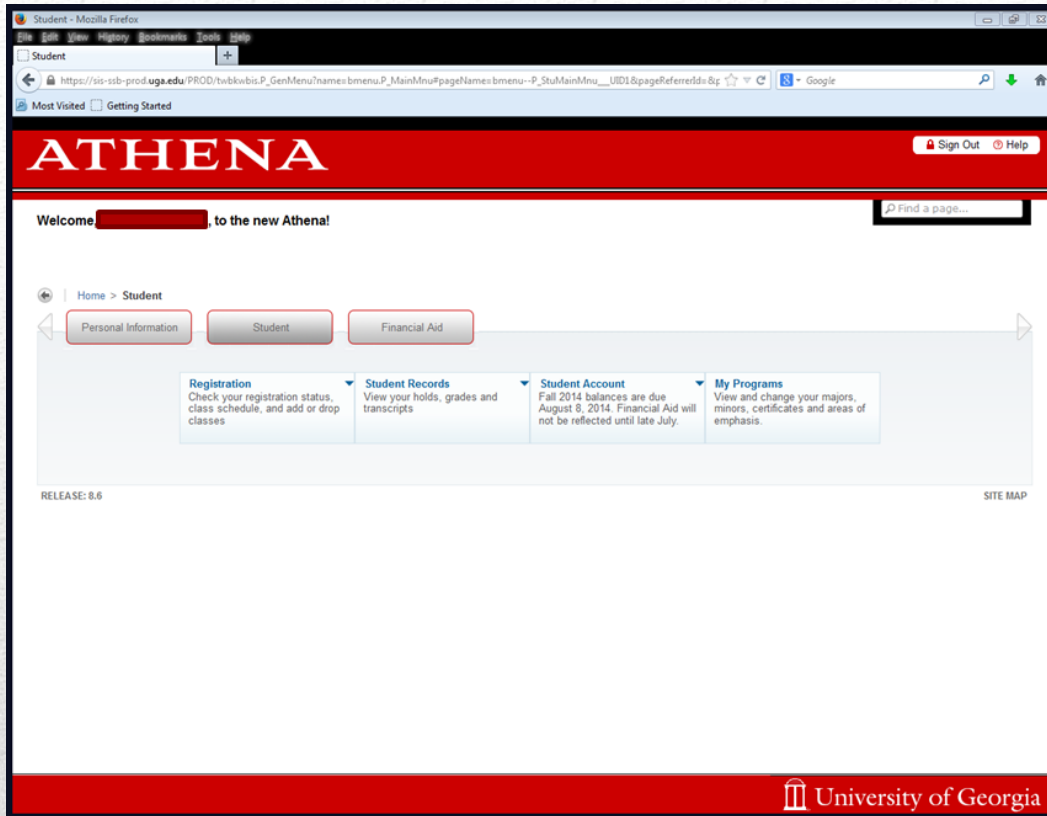 Student - Mozilla Firefox
File Edit View History Bookmarks Tools Help
Student +
https://sis-ssb-prod.uga.edu/PROD/twbkwbis.P_GenMenu?name=bmenu.P_MainMnu#pageName=bmenu--P_StuMainMnu__UID1&pageReferrerId=&p Google
Most Visited Getting Started
ATHENA
Sign Out Help
Find a page...
Welcome, , to the new Athena!
Home > Student
Personal Information Student Financial Aid
Registration
Check your registration status,
class schedule, and add or drop
classes
Student Records
View your holds, grades and
transcripts
Student Account
Fall 2014 balances are due
August 8, 2014. Financial Aid will
not be reflected until late July.
My Programs
View and change your majors,
minors, certificates and areas of
emphasis.
RELEASE: 8.6 SITE MAP
University of Georgia